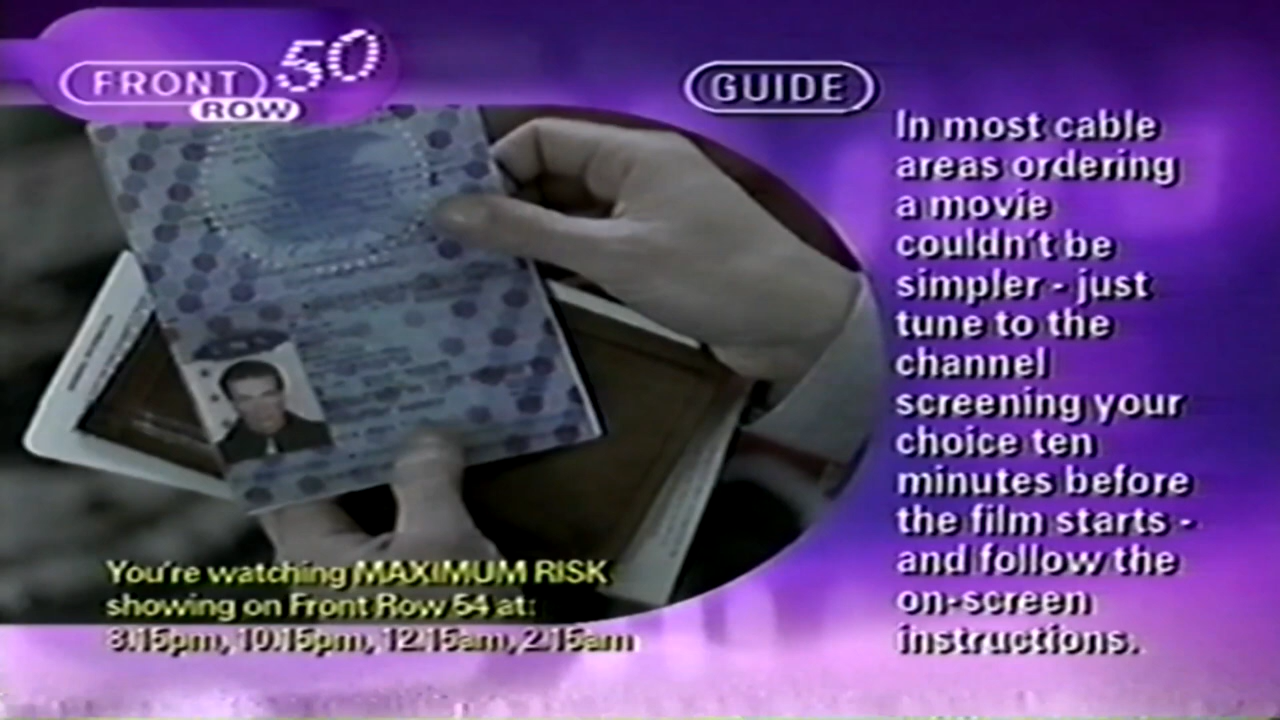 FRONT
ROW
50
GUIDE
In most cable
areas ordering
a movie
couldn't be
simpler - just
tune to the
channel
screening your
choice ten
minutes before
the film starts -
and follow the
on-screen
instructions.
You're watching MAXIMUM RISK
showing on Front Row 54 at:
8.15pm, 10.15pm, 12.15am, 2.15am